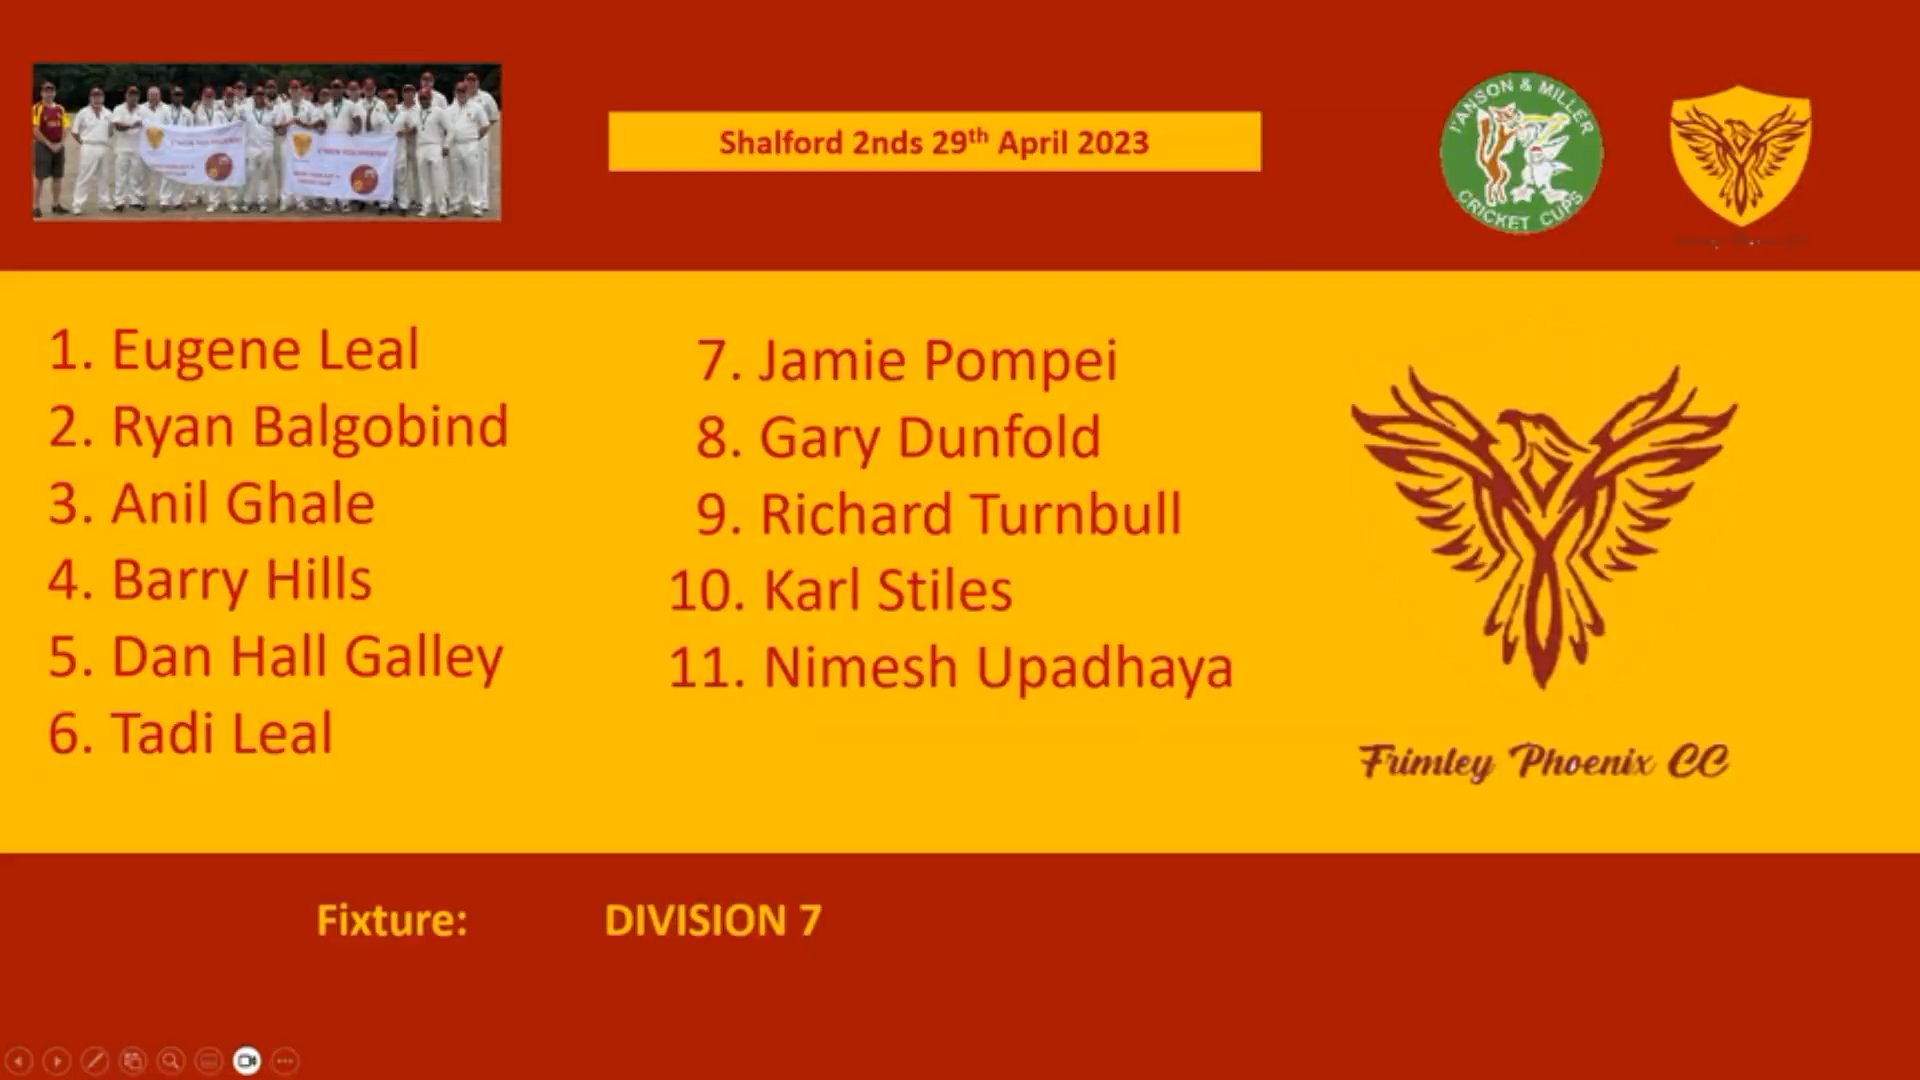 Shalford 2nds 29th April 2023
I'ANSON & MILLER
CRICKET CUPS
1. Eugene Leal
2. Ryan Balgobind
3. Anil Ghale
4. Barry Hills
5. Dan Hall Galley
6. Tadi Leal
7. Jamie Pompei
8. Gary Dunfold
9. Richard Turnbull
10. Karl Stiles
11. Nimesh Upadhaya
Frimley Phoenix CC
Fixture: DIVISION 7